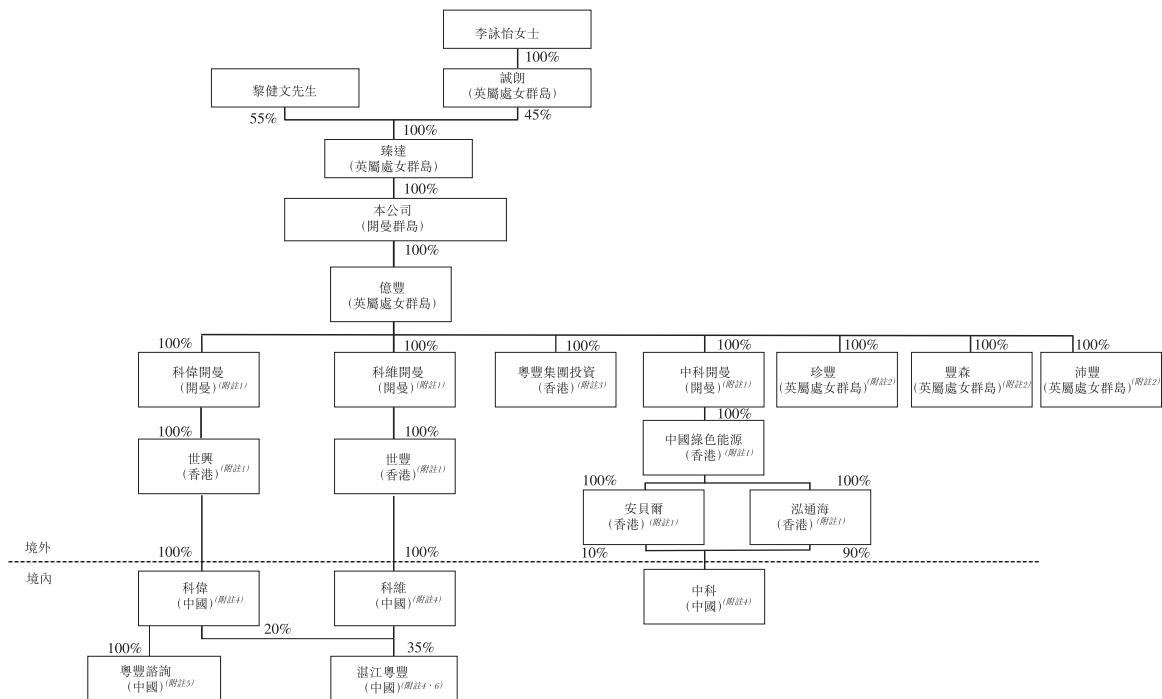 李詠怡女士
100%
黎健文先生
誠朗
(英屬處女群島)
55%
45%
100%
臻達
(英屬處女群島)
100%
本公司
(開曼群島)
100%
億豐
(英屬處女群島)
100%
100%
100%
100%
100%
100%
100%
科偉開曼
(開曼)(附註1)
科維開曼
(開曼)(附註1)
粵豐集團投資
(香港)(附註3)
中科開曼
(開曼)(附註1)
珍豐
(英屬處女群島)(附註2)
豐森
(英屬處女群島)(附註2)
沛豐
(英屬處女群島)(附註2)
100%
100%
100%
世興
(香港)(附註1)
世豐
(香港)(附註1)
中國綠色能源
(香港)(附註1)
100%
100%
安貝爾
(香港)(附註1)
泓通海
(香港)(附註1)
境外
100%
100%
10%
90%
境內
科偉
(中國)(附註4)
科維
(中國)(附註4)
中科
(中國)(附註4)
20%
100%
35%
粵豐諮詢
(中國)(附註5)
湛江粵豐
(中國)(附註4、6)